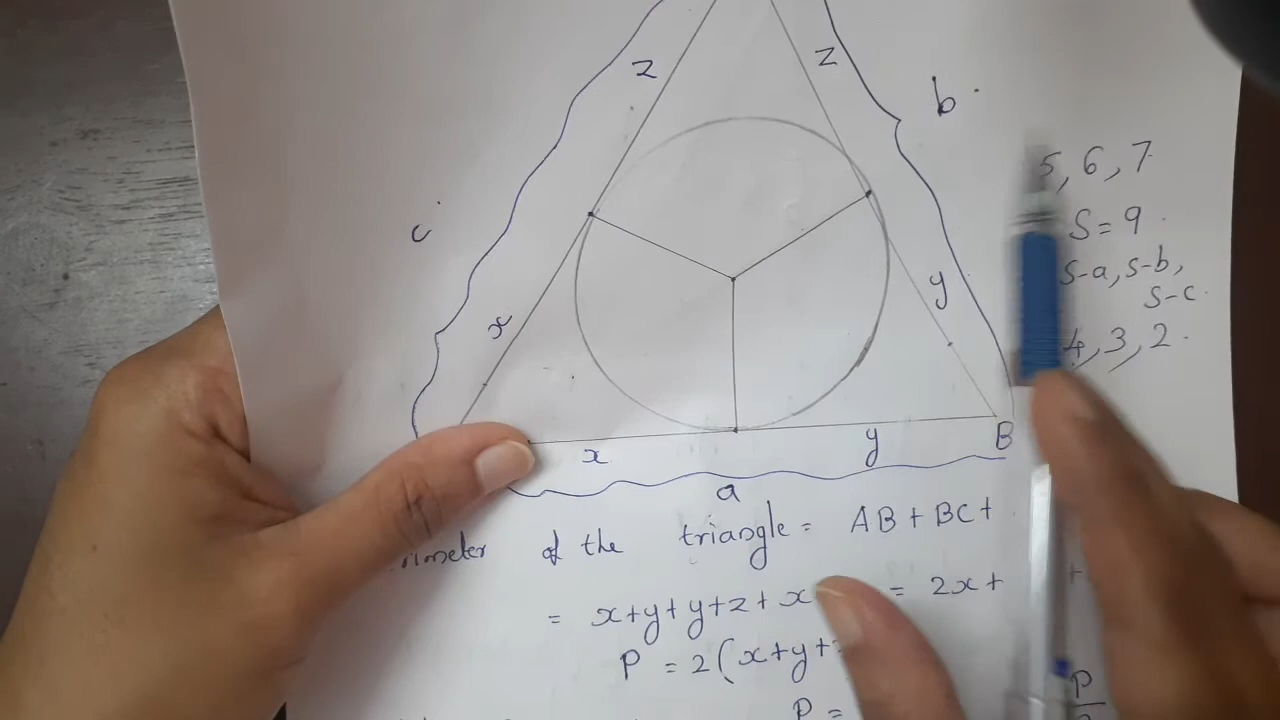 z
z
b
5, 6, 7
c
S = 9
S-a, S-b,
S-c
4, 3, 2
x
y
x
y
B
a
of the triangle = AB + BC +
= x+y+y+z+x = 2x+
P = 2(x+y+
P =
P